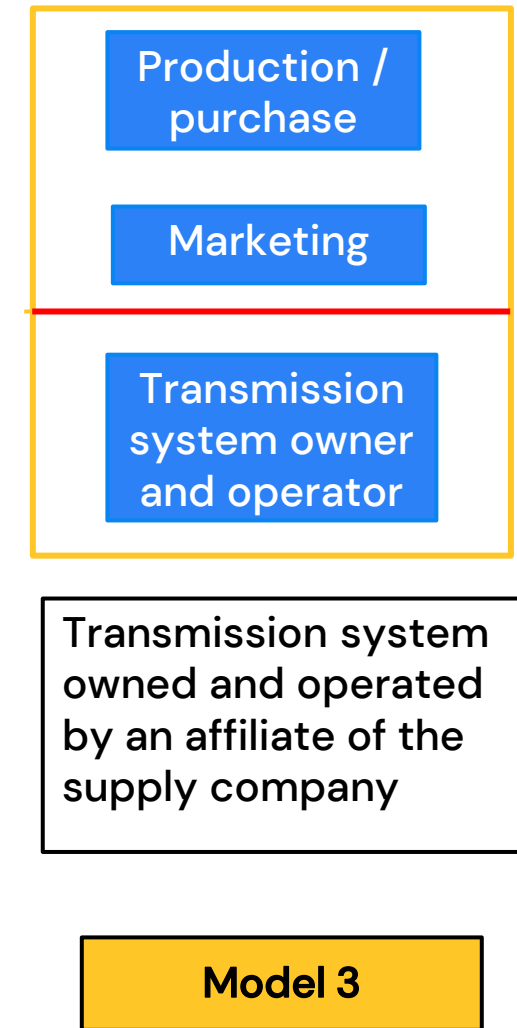 Production /
purchase
Marketing
Transmission
system owner
and operator
Transmission system
owned and operated
by an affiliate of the
supply company
Model 3